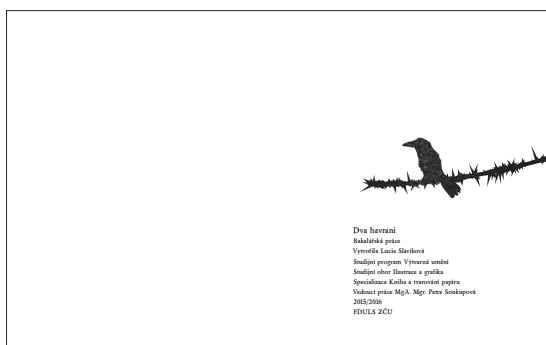 Dva havrani
Bakalářská práce
Vytvořila Lucie Slavíková
Studijní program Výtvarná umění
Studijní obor Ilustrace a grafika
Specializace Kniha a tvarování papíru
Vedoucí práce MgA. Mgr. Petra Soukupová
2015/2016
FDULS ZČU